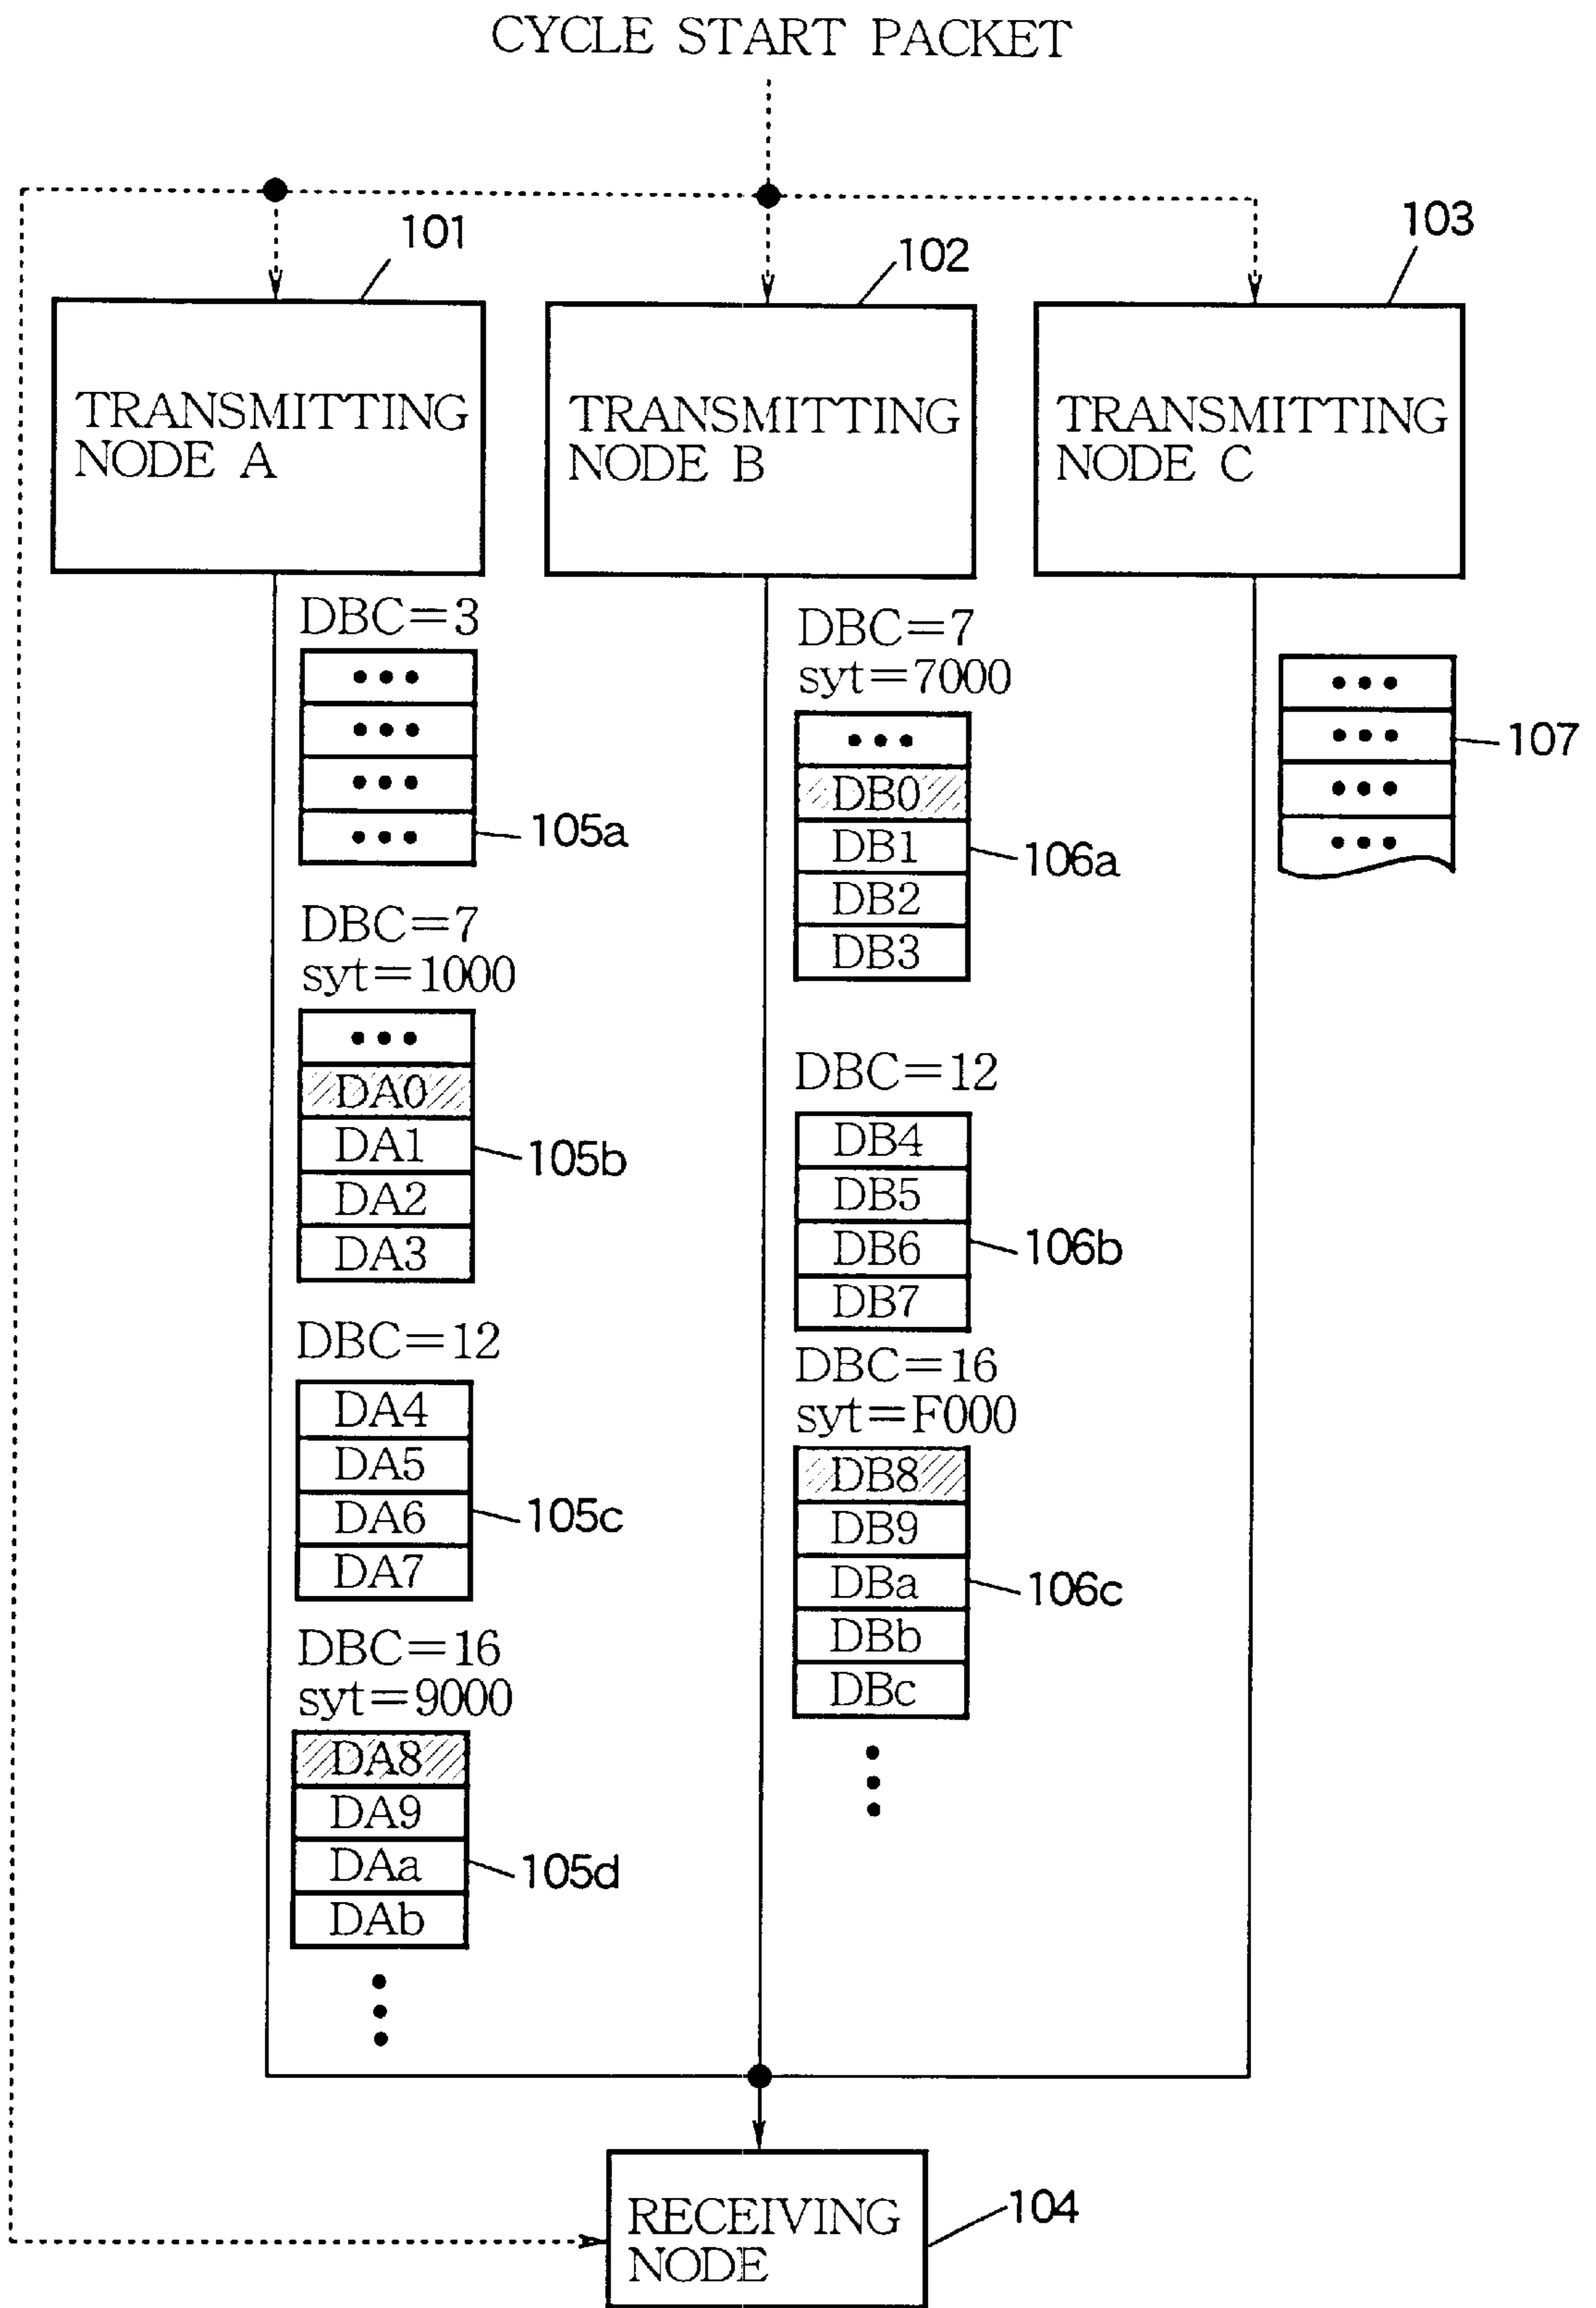 CYCLE START PACKET
101
102
103
TRANSMITTING
NODE A
TRANSMITTING
NODE B
TRANSMITTING
NODE C
DBC=3
•••
•••
•••
•••
105a
DBC=7
syt=1000
•••
DA0
DA1
DA2
DA3
105b
DBC=12
DA4
DA5
DA6
DA7
105c
DBC=16
syt=9000
DA8
DA9
DAa
DAb
105d
DBC=7
syt=7000
•••
DB0
DB1
DB2
DB3
106a
DBC=12
DB4
DB5
DB6
DB7
106b
DBC=16
syt=F000
DB8
DB9
DBa
DBb
DBc
106c
•••
•••
•••
•••
107
RECEIVING
NODE
104